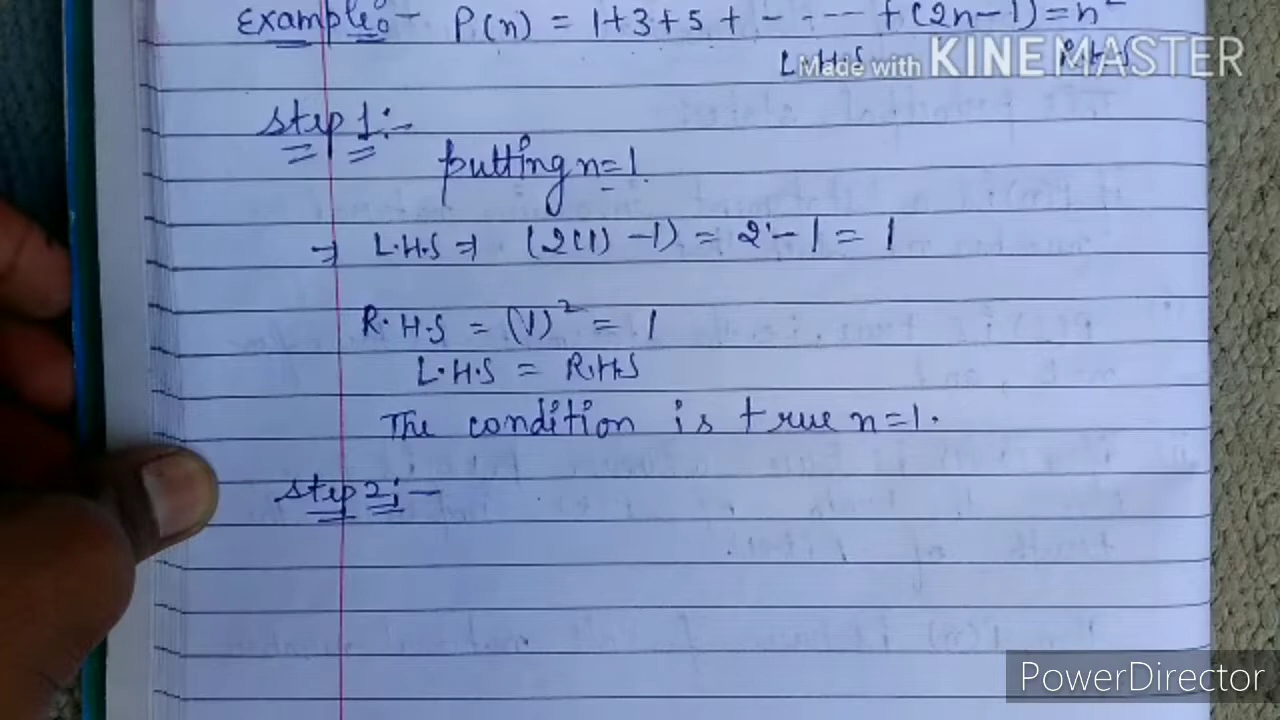 Example:- P(n) = 1+3+5+ - - - - - +(2n-1) = n²
L.H.S R.H.S
Made with KINEMASTER
Step 1:-
putting n=1.
⇒ L.H.S ⇒ (2(1) -1) = 2-1 = 1
R.H.S = (1)² = 1
L.H.S = R.H.S
The condition is true n=1.
Step 2:-
PowerDirector